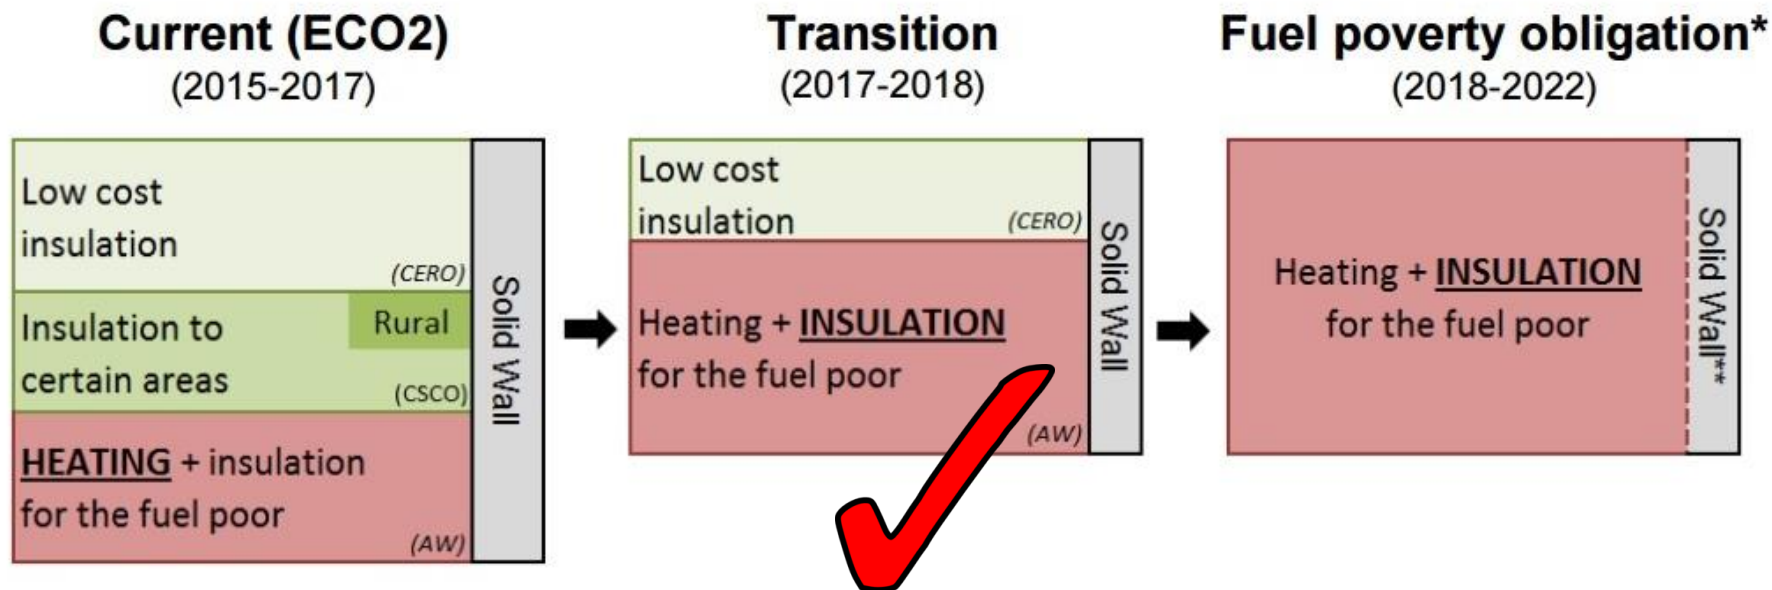 Current (ECO2)
(2015-2017)
Low cost
insulation
(CERO)
Insulation to
certain areas
Rural
(CSCO)
HEATING + insulation
for the fuel poor
(AW)
Solid Wall
Transition
(2017-2018)
Low cost
insulation
(CERO)
Heating + INSULATION
for the fuel poor
(AW)
Solid Wall
Fuel poverty obligation*
(2018-2022)
Heating + INSULATION
for the fuel poor
Solid Wall**